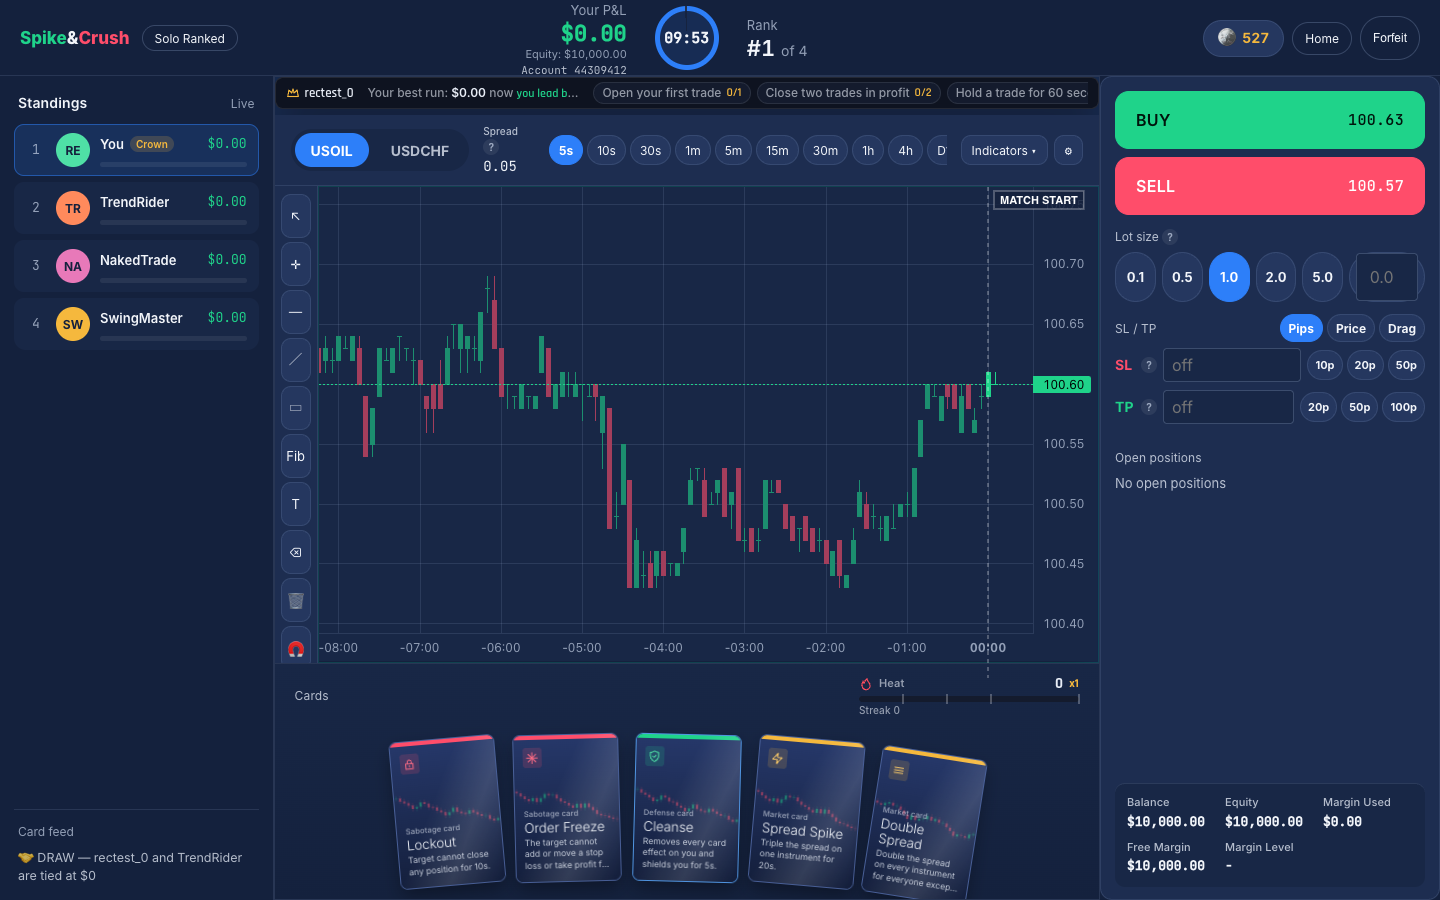 Spike&Crush
Solo Ranked
Your P&L
$0.00
Equity: $10,000.00
Account 44309412
09:53
Rank
#1 of 4
527
Home
Forfeit
Standings
Live
1
RE
You
Crown
$0.00
2
TR
TrendRider
$0.00
3
NA
NakedTrade
$0.00
4
SW
SwingMaster
$0.00
Card feed
DRAW — rectest_0 and TrendRider
are tied at $0
rectest_0
Your best run: $0.00 now you lead b...
Open your first trade 0/1
Close two trades in profit 0/2
Hold a trade for 60 sec
USOIL
USDCHF
Spread
?
0.05
5s
10s
30s
1m
5m
15m
30m
1h
4h
D
Indicators ▾
MATCH START
Fib
T
100.70
100.65
100.60
100.55
100.50
100.45
100.40
-08:00
-07:00
-06:00
-05:00
-04:00
-03:00
-02:00
-01:00
00:00
Cards
Heat
0 x1
Streak 0
Sabotage card
Lockout
Target cannot close
any position for 10s.
Sabotage card
Order Freeze
The target cannot
add or move a stop
loss or take profit f...
Defense card
Cleanse
Removes every card
effect on you and
shields you for 5s.
Market card
Spread Spike
Triple the spread on
one instrument for
20s.
Market card
Double
Spread
Double the spread
on every instrument
for everyone excep...
BUY
100.63
SELL
100.57
Lot size ?
0.1
0.5
1.0
2.0
5.0
0.0
SL / TP
Pips
Price
Drag
SL ?
off
10p
20p
50p
TP ?
off
20p
50p
100p
Open positions
No open positions
Balance
Equity
Margin Used
$10,000.00
$10,000.00
$0.00
Free Margin
Margin Level
$10,000.00
-